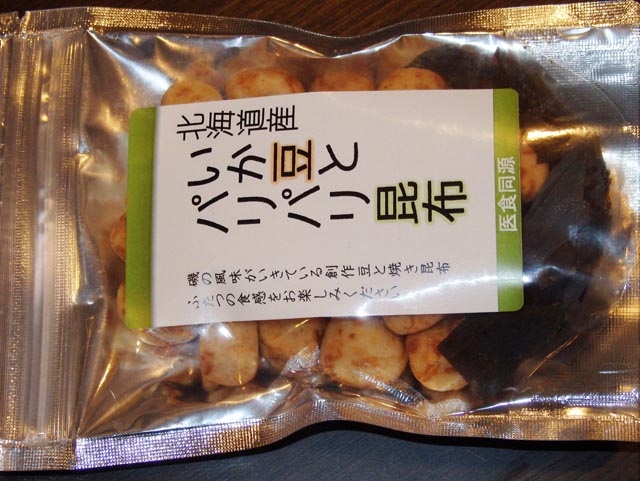 北海道産
いか豆と
パリパリ昆布
磯の風味がいきている創作豆と焼き昆布
ふたつの食感をお楽しみください
医食同源